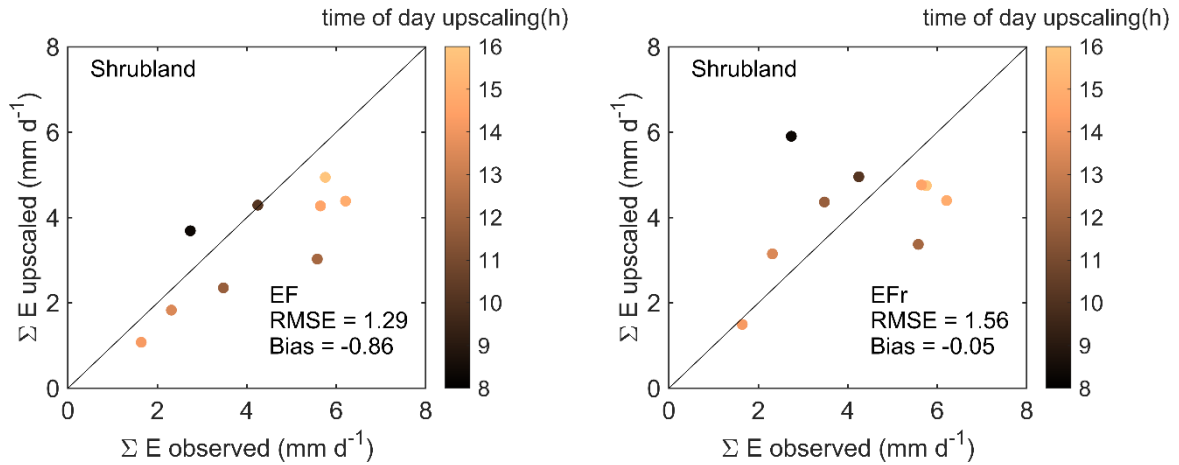 time of day upscaling(h)
Shrubland
EF
RMSE = 1.29
Bias = -0.86
Σ E upscaled (mm d⁻¹)
8
6
4
2
0
0 2 4 6 8
Σ E observed (mm d⁻¹)
16
15
14
13
12
11
10
9
8
time of day upscaling(h)
Shrubland
EFr
RMSE = 1.56
Bias = -0.05
Σ E upscaled (mm d⁻¹)
8
6
4
2
0
0 2 4 6 8
Σ E observed (mm d⁻¹)
16
15
14
13
12
11
10
9
8